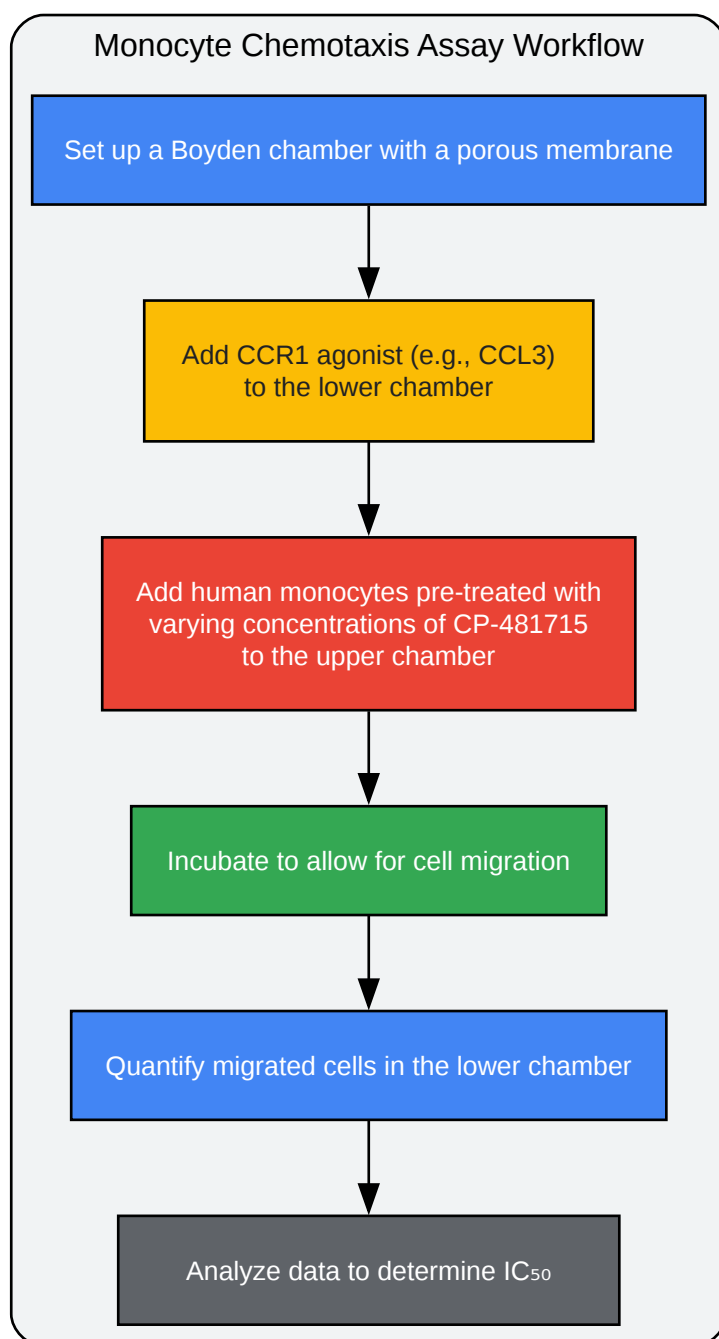 Monocyte Chemotaxis Assay Workflow
Set up a Boyden chamber with a porous membrane
Add CCR1 agonist (e.g., CCL3)
to the lower chamber
Add human monocytes pre-treated with
varying concentrations of CP-481715
to the upper chamber
Incubate to allow for cell migration
Quantify migrated cells in the lower chamber
Analyze data to determine IC₅₀